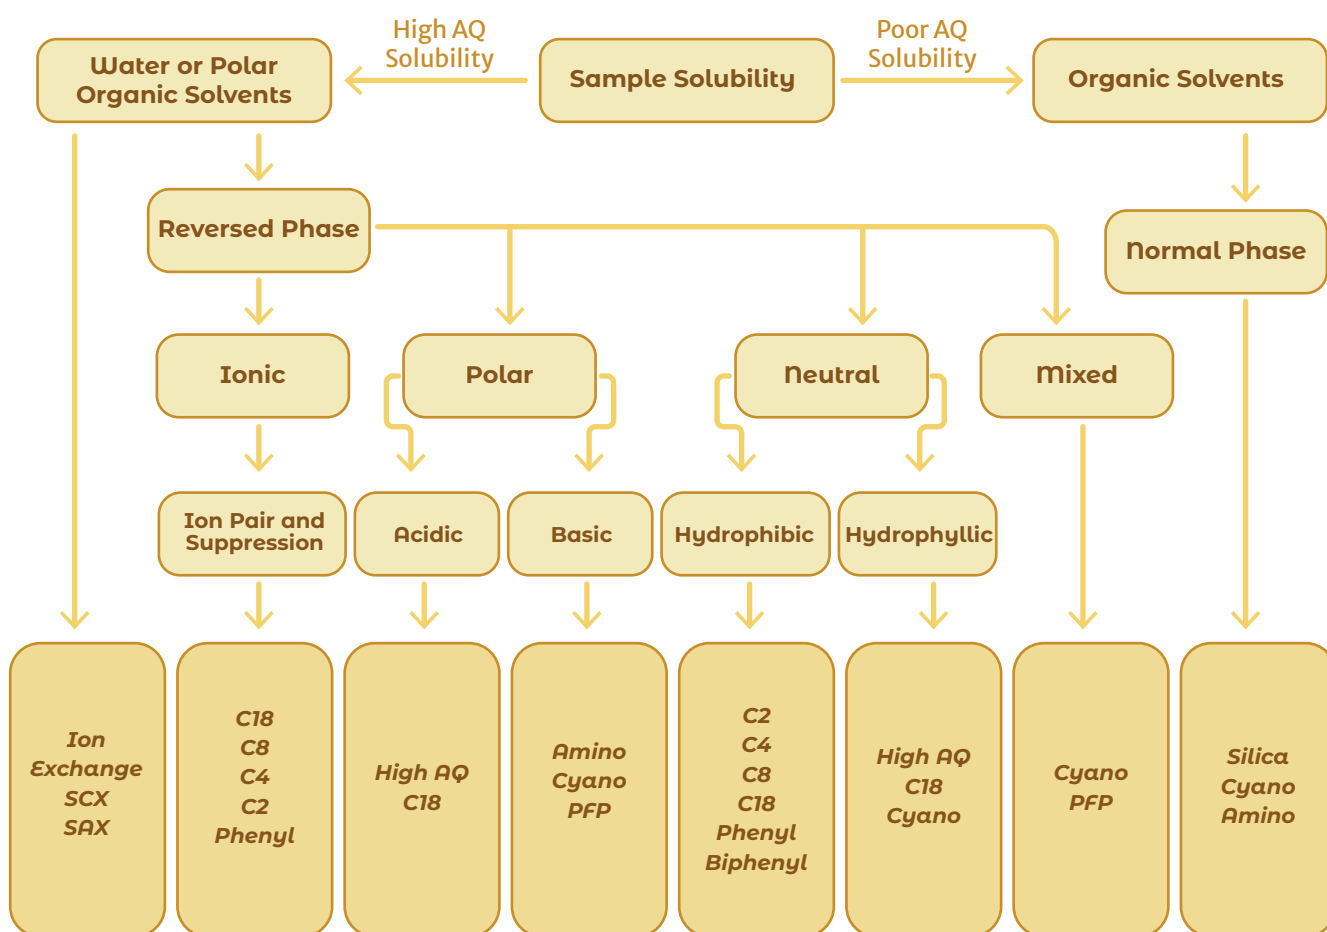 High AQ
Solubility
Poor AQ
Solubility
Water or Polar
Organic Solvents
Sample Solubility
Organic Solvents
Reversed Phase
Normal Phase
Ionic
Polar
Neutral
Mixed
Ion Pair and
Suppression
Acidic
Basic
Hydrophibic
Hydrophyllic
Ion
Exchange
SCX
SAX
C18
C8
C4
C2
Phenyl
High AQ
C18
Amino
Cyano
PFP
C2
C4
C8
C18
Phenyl
Biphenyl
High AQ
C18
Cyano
Cyano
PFP
Silica
Cyano
Amino